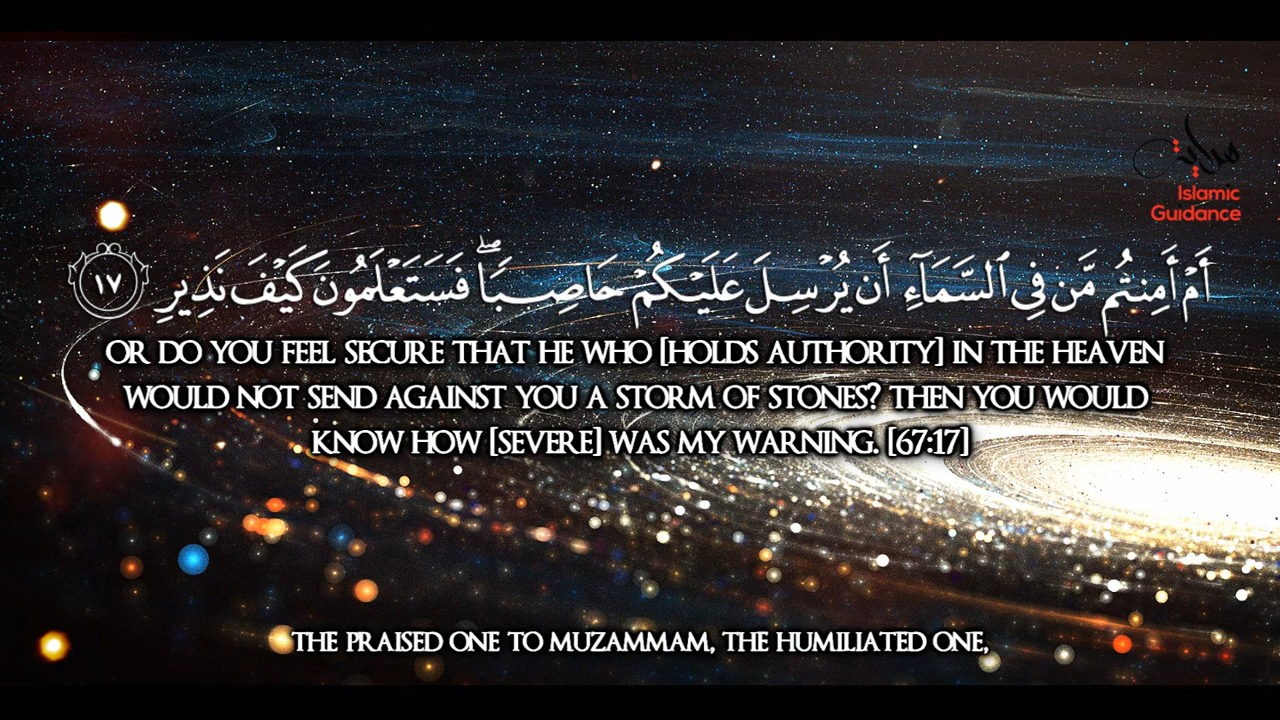 هداية
Islamic
Guidance
أَمْ أَمِنتُم مَّن فِى ٱلسَّمَآءِ أَن يُرْسِلَ عَلَيْكُمْ حَاصِبًا ۖ فَسَتَعْلَمُونَ كَيْفَ نَذِيرِ ١٧
OR DO YOU FEEL SECURE THAT HE WHO [HOLDS AUTHORITY] IN THE HEAVEN
WOULD NOT SEND AGAINST YOU A STORM OF STONES? THEN YOU WOULD
KNOW HOW [SEVERE] WAS MY WARNING. [67:17]
THE PRAISED ONE TO MUZAMMAM, THE HUMILIATED ONE,